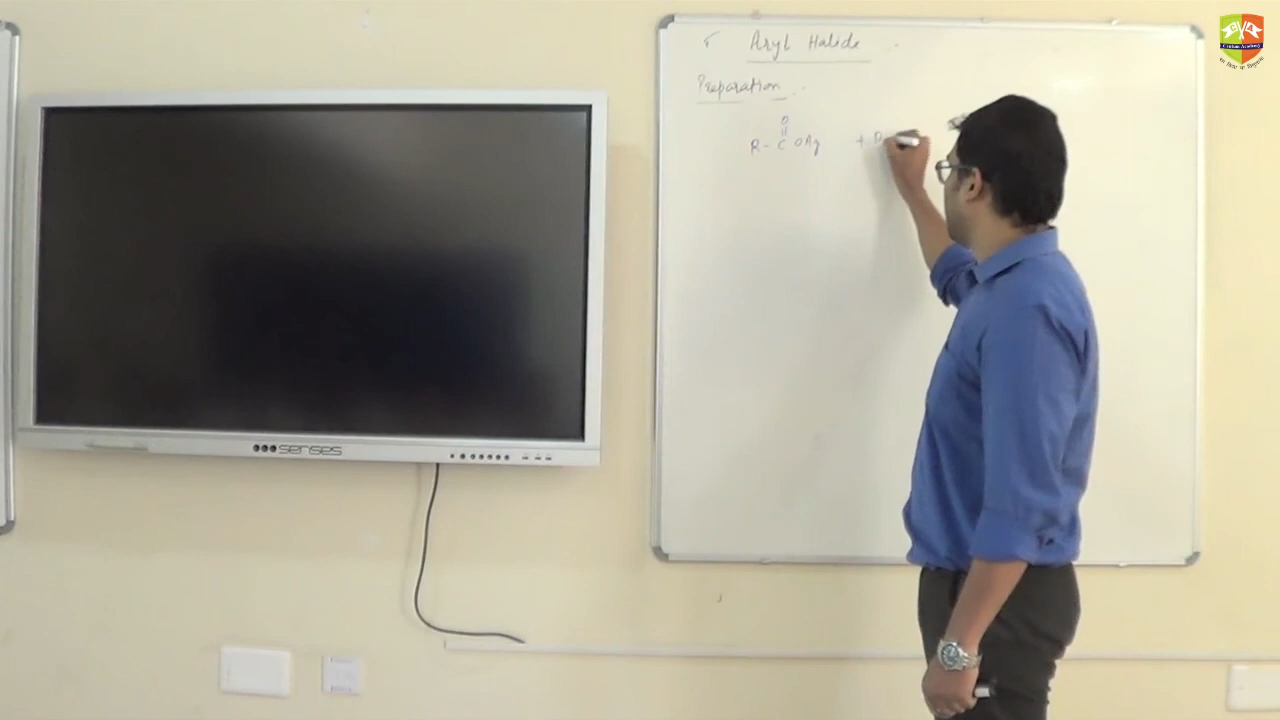 Aryl Halide
Preparation
O
R - C OAg +
senses